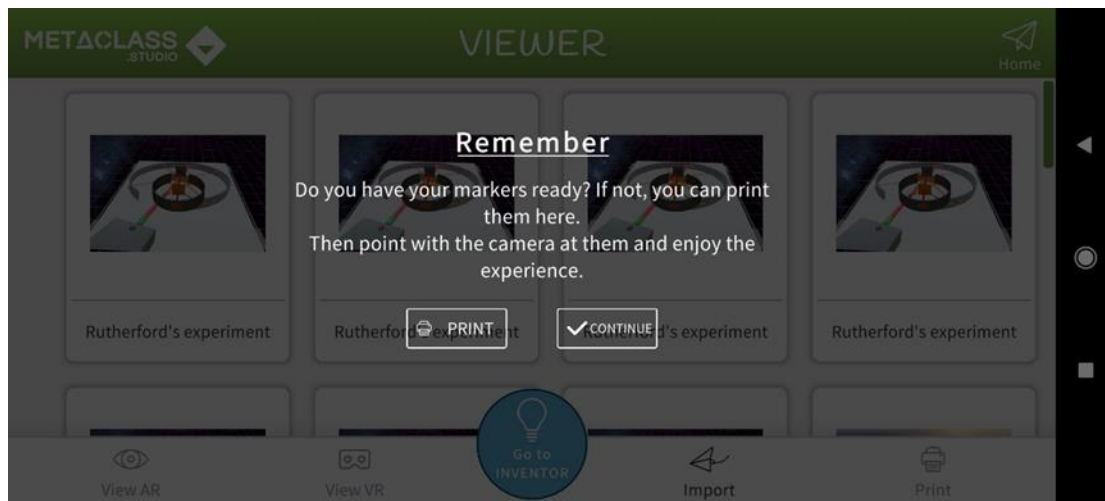 METACLASS
.STUDIO
VIEWER
Home
Remember
Do you have your markers ready? If not, you can print
them here.
Then point with the camera at them and enjoy the
experience.
PRINT
CONTINUE
Rutherford's experiment
Rutherford's experiment
Rutherford's experiment
Rutherford's experiment
View AR
View VR
Go to
INVENTOR
Import
Print